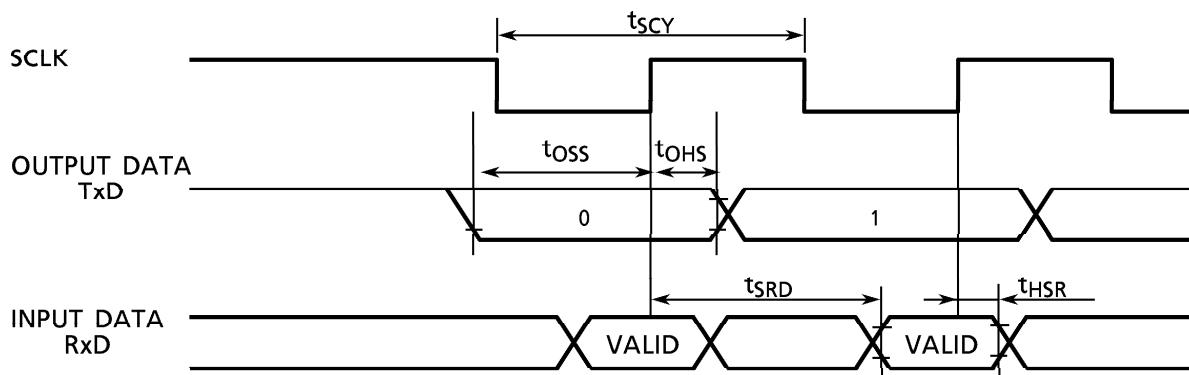 tSCY
SCLK
tOSS
tOHS
OUTPUT DATA
TxD
0
1
tSRD
tHSR
INPUT DATA
RxD
VALID
VALID